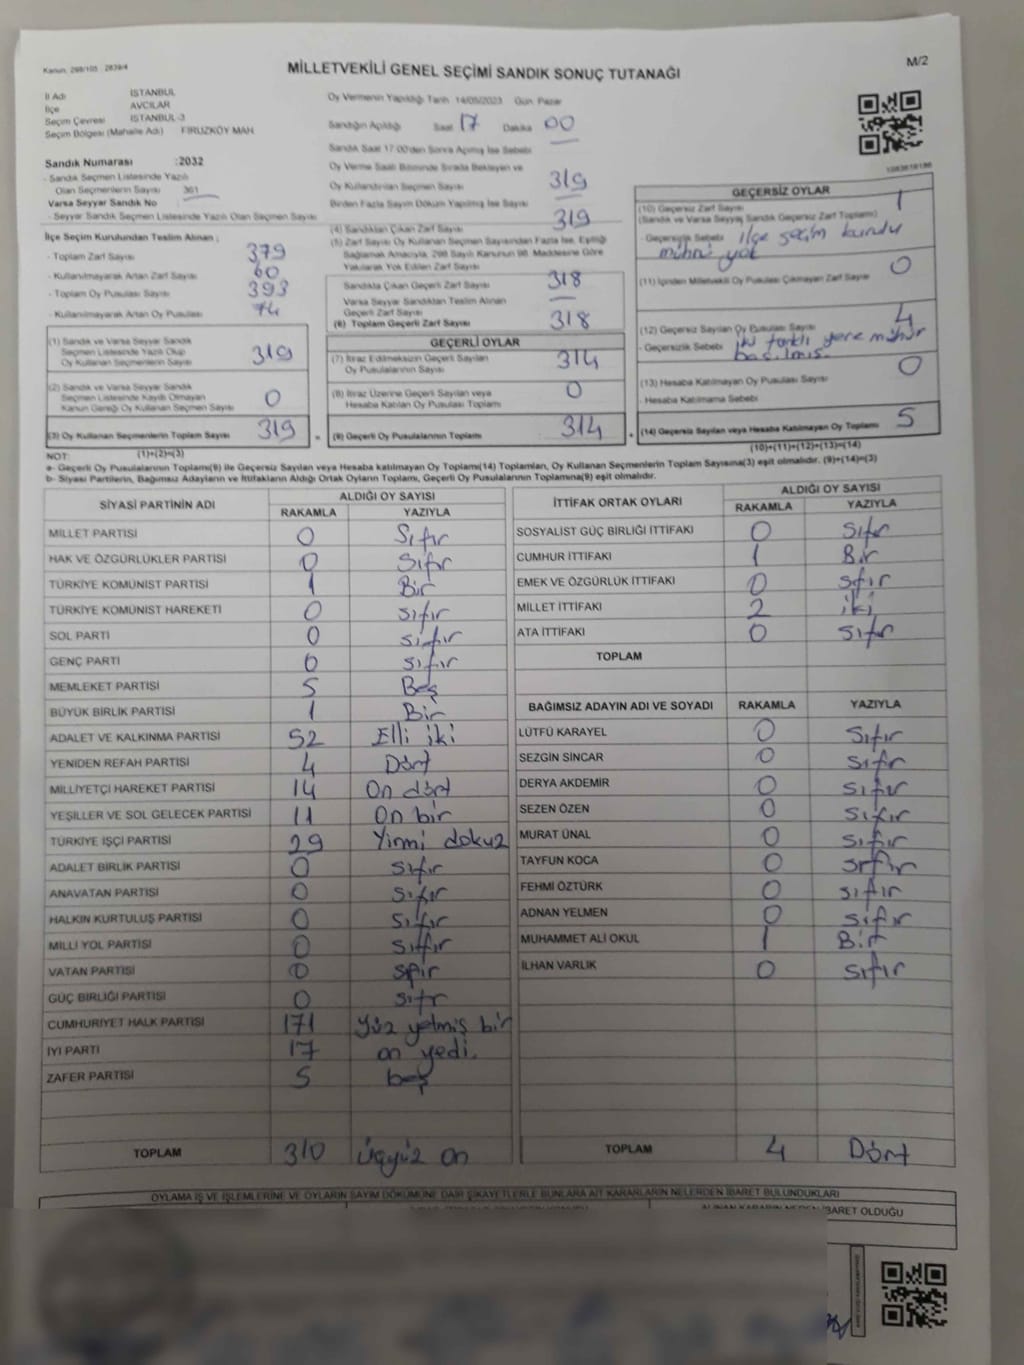 Kanun: 298/105 - 2839/4
M/2
MİLLETVEKİLİ GENEL SEÇİMİ SANDIK SONUÇ TUTANAĞI
İl Adı İSTANBUL
İlçe AVCILAR
Seçim Çevresi İSTANBUL-3
Seçim Bölgesi (Mahalle Adı) FİRUZKÖY MAH
Sandık Numarası :2032
- Sandık Seçmen Listesinde Yazılı
Olan Seçmenlerin Sayısı 361
Varsa Seyyar Sandık No
- Seyyar Sandık Seçmen Listesinde Yazılı Olan Seçmen Sayısı
İlçe Seçim Kurulundan Teslim Alınan ;
- Toplam Zarf Sayısı 379
- Kullanılmayarak Artan Zarf Sayısı 60
- Toplam Oy Pusulası Sayısı 393
- Kullanılmayarak Artan Oy Pusulası 74
Oy Vermenin Yapıldığı Tarih 14/05/2023 Gün Pazar
Sandığın Açıldığı Saat 17 Dakika 00
Sandık Saat 17:00'den Sonra Açılmış İse Sebebi
Oy Verme Saati Bitiminde Sırada Bekleyen ve
Oy Kullandırılan Seçmen Sayısı 319
Birden Fazla Sayım Döküm Yapılmış İse Sayısı
(4) Sandıktan Çıkan Zarf Sayısı 319
(5) Zarf Sayısı Oy Kullanan Seçmen Sayısından Fazla İse, Eşitliği
Sağlamak Amacıyla, 298 Sayılı Kanunun 98. Maddesine Göre
Yakılarak Yok Edilen Zarf Sayısı
Sandıkta Çıkan Geçerli Zarf Sayısı 318
Varsa Seyyar Sandıktan Teslim Alınan
Geçerli Zarf Sayısı
(6) Toplam Geçerli Zarf Sayısı 318
(1) Sandık ve Varsa Seyyar Sandık
Seçmen Listesinde Yazılı Olup
Oy Kullanan Seçmenlerin Sayısı 319
(2) Sandık ve Varsa Seyyar Sandık
Seçmen Listesinde Kayıtlı Olmayan
Kanun Gereği Oy Kullanan Seçmen Sayısı 0
(3) Oy Kullanan Seçmenlerin Toplam Sayısı 319
GEÇERLİ OYLAR
(7) İtiraz Edilmeksizin Geçerli Sayılan
Oy Pusulalarının Sayısı 314
(8) İtiraz Üzerine Geçerli Sayılan veya
Hesaba Katılan Oy Pusulası Toplamı 0
= (9) Geçerli Oy Pusulalarının Toplamı : 314
GEÇERSİZ OYLAR
(10) Geçersiz Zarf Sayısı 1
(Sandık ve Varsa Seyyar Sandık Geçersiz Zarf Toplamı)
- Geçersizlik Sebebi ilçe seçim kurulu
mührü yok
(11) İçinden Milletvekili Oy Pusulası Çıkmayan Zarf Sayısı 0
(12) Geçersiz Sayılan Oy Pusulası Sayısı 4
- Geçersizlik Sebebi iki farklı yere mühür
basılmış.
(13) Hesaba Katılmayan Oy Pusulası Sayısı 0
- Hesaba Katılmama Sebebi
+ (14) Geçersiz Sayılan veya Hesaba Katılmayan Oy Toplamı 5
NOT: (1)+(2)=(3)
(10)+(11)+(12)+(13)=(14)
a- Geçerli Oy Pusulalarının Toplamı(9) ile Geçersiz Sayılan veya Hesaba katılmayan Oy Toplamı(14) Toplamları, Oy Kullanan Seçmenlerin Toplam Sayısına(3) eşit olmalıdır. (9)+(14)=(3)
b- Siyasi Partilerin, Bağımsız Adayların ve İttifakların Aldığı Ortak Oyların Toplamı, Geçerli Oy Pusulalarının Toplamına(9) eşit olmalıdır.
SİYASİ PARTİNİN ADI ALDIĞI OY SAYISI
RAKAMLA YAZIYLA
MİLLET PARTİSİ 0 Sıfır
HAK VE ÖZGÜRLÜKLER PARTİSİ 0 Sıfır
TÜRKİYE KOMÜNİST PARTİSİ 1 Bir
TÜRKİYE KOMÜNİST HAREKETİ 0 sıfır
SOL PARTİ 0 sıfır
GENÇ PARTİ 0 sıfır
MEMLEKET PARTİSİ 5 Beş
BÜYÜK BİRLİK PARTİSİ 1 Bir
ADALET VE KALKINMA PARTİSİ 52 Elli iki
YENİDEN REFAH PARTİSİ 4 Dört
MİLLİYETÇİ HAREKET PARTİSİ 14 On dört
YEŞİLLER VE SOL GELECEK PARTİSİ 11 On bir
TÜRKİYE İŞÇİ PARTİSİ 29 Yirmi dokuz
ADALET BİRLİK PARTİSİ 0 sıfır
ANAVATAN PARTİSİ 0 sıfır
HALKIN KURTULUŞ PARTİSİ 0 sıfır
MİLLİ YOL PARTİSİ 0 sıfır
VATAN PARTİSİ 0 sıfır
GÜÇ BİRLİĞİ PARTİSİ 0 sıfır
CUMHURİYET HALK PARTİSİ 171 Yüz yetmiş bir
İYİ PARTİ 17 on yedi.
ZAFER PARTİSİ 5 beş
TOPLAM 310 Üçyüz on
İTTİFAK ORTAK OYLARI ALDIĞI OY SAYISI
RAKAMLA YAZIYLA
SOSYALİST GÜÇ BİRLİĞİ İTTİFAKI 0 Sıfır
CUMHUR İTTİFAKI 1 Bir
EMEK VE ÖZGÜRLÜK İTTİFAKI 0 sıfır
MİLLET İTTİFAKI 2 iki
ATA İTTİFAKI 0 sıfır
TOPLAM
BAĞIMSIZ ADAYIN ADI VE SOYADI RAKAMLA YAZIYLA
LÜTFÜ KARAYEL 0 sıfır
SEZGİN SİNCAR 0 sıfır
DERYA AKDEMİR 0 sıfır
SEZEN ÖZEN 0 sıfır
MURAT ÜNAL 0 sıfır
TAYFUN KOCA 0 sıfır
FEHMİ ÖZTÜRK 0 sıfır
ADNAN YELMEN 0 sıfır
MUHAMMET ALİ OKUL 1 Bir
İLHAN VARLIK 0 sıfır
TOPLAM 4 Dört
OYLAMA İŞ VE İŞLEMLERİNE VE OYLARIN SAYIM DÖKÜMÜNE DAİR ŞİKAYETLERLE BUNLARA AİT KARARLARIN NELERDEN İBARET BULUNDUKLARI
ALINAN KARARIN NEDEN İBARET OLDUĞU